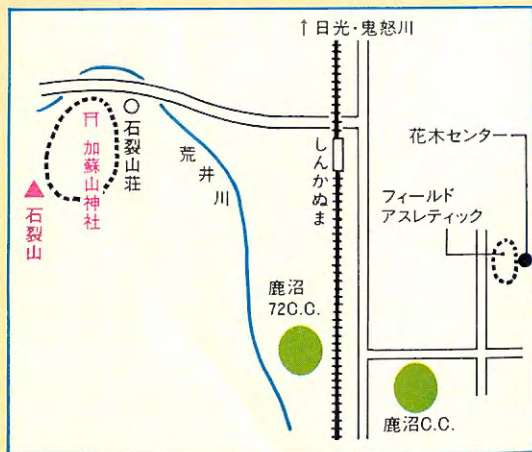 ↑日光・鬼怒川
石裂山荘
加蘇山神社
石裂山
荒井川
しんかぬま
花木センター
フィールド
アスレティック
鹿沼
72C.C.
鹿沼C.C.